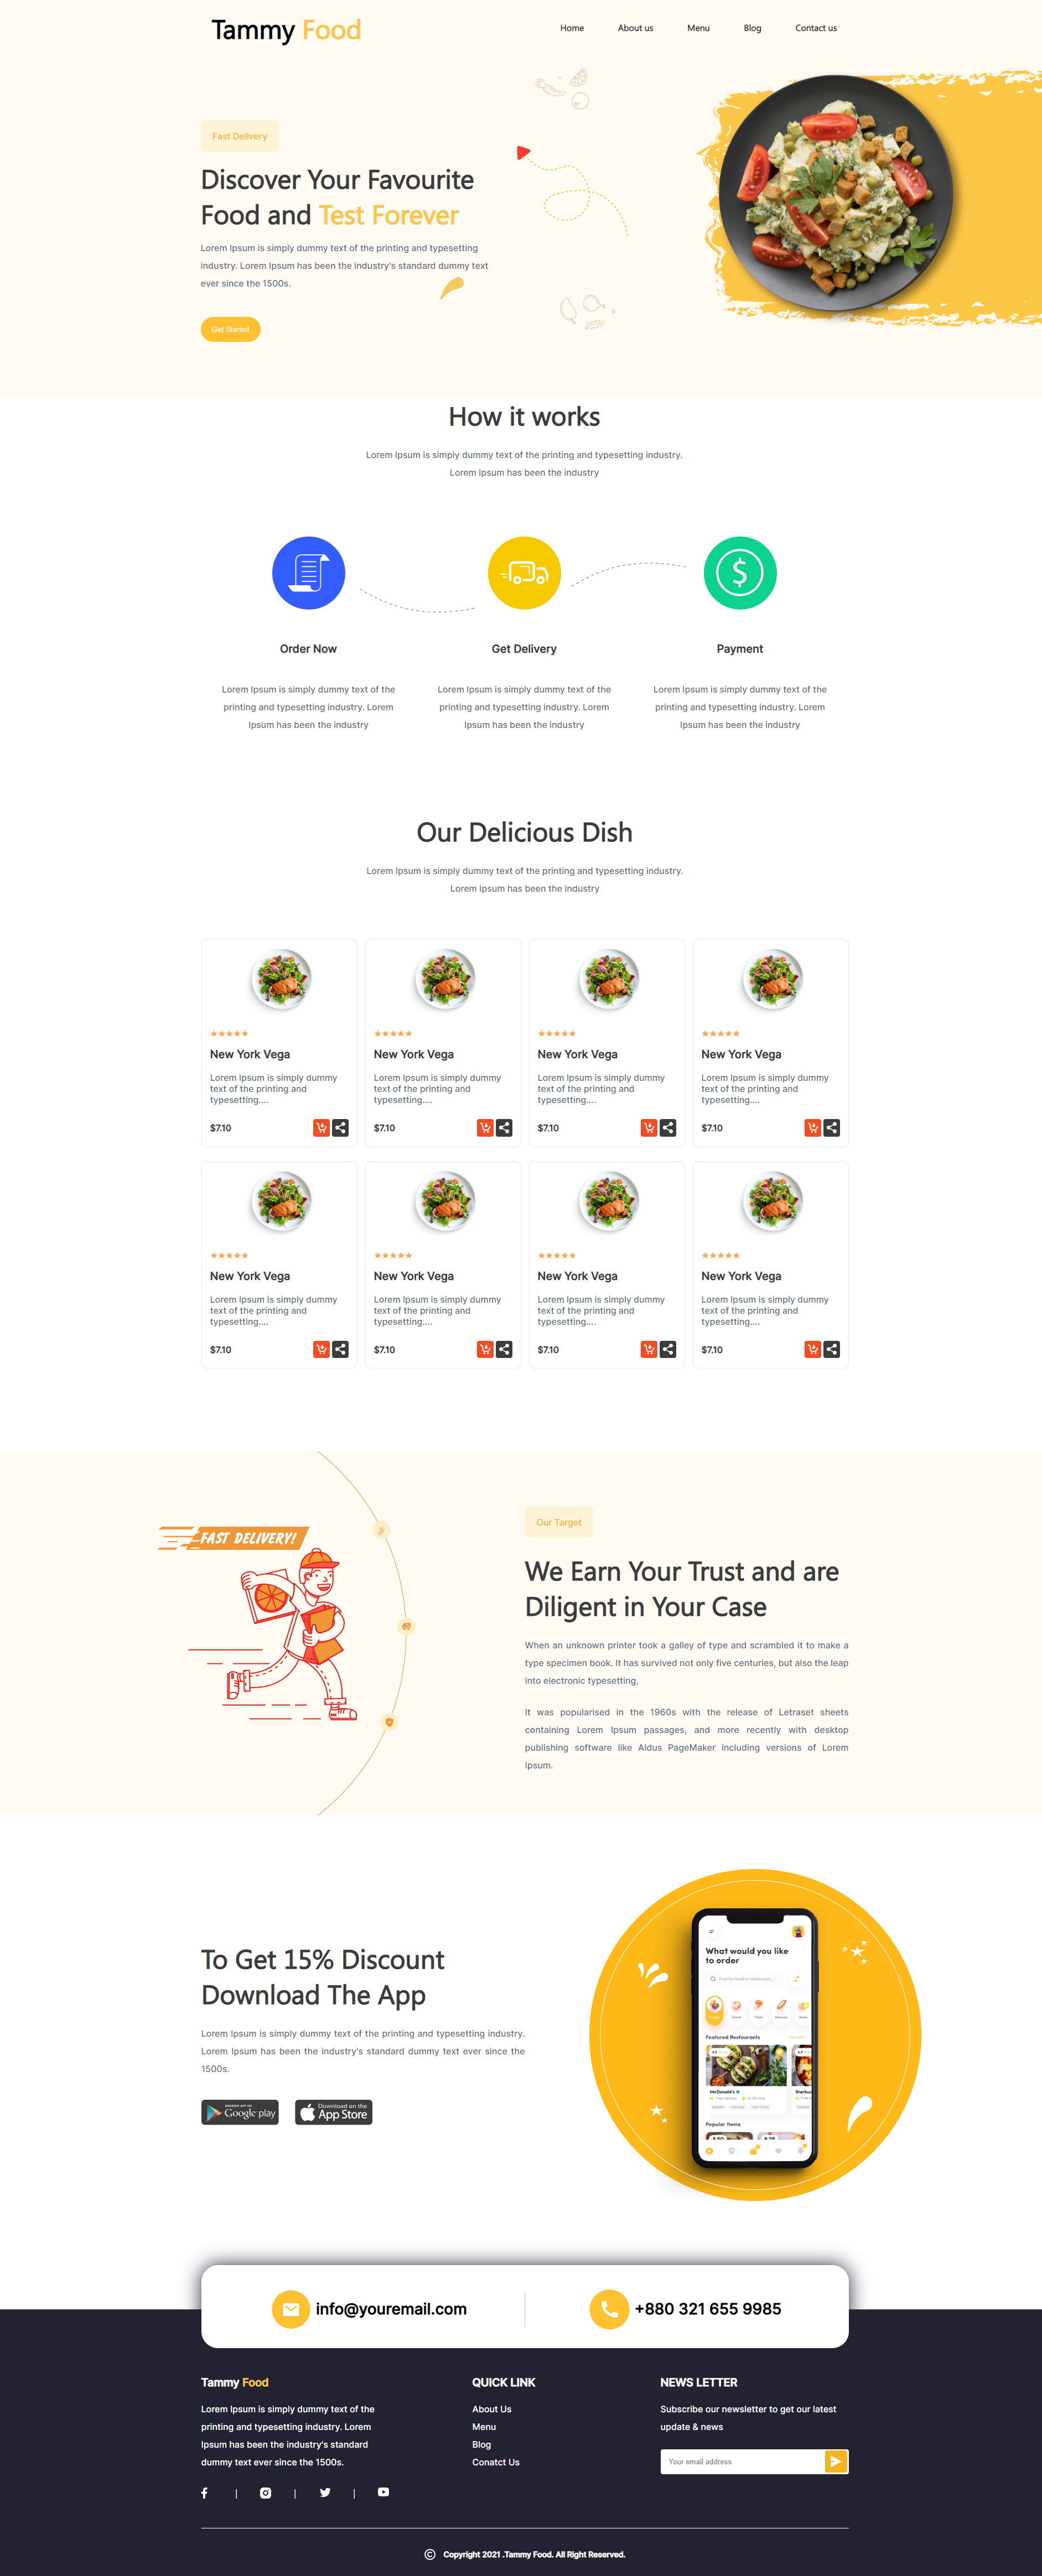 Tammy Food
Home About us Menu Blog Contact us
Fast Delivery
Discover Your Favourite
Food and Test Forever
Lorem Ipsum is simply dummy text of the printing and typesetting
industry. Lorem Ipsum has been the industry's standard dummy text
ever since the 1500s.
Get Started
How it works
Lorem Ipsum is simply dummy text of the printing and typesetting industry.
Lorem Ipsum has been the industry
Order Now
Lorem Ipsum is simply dummy text of the
printing and typesetting industry. Lorem
Ipsum has been the industry
Get Delivery
Lorem Ipsum is simply dummy text of the
printing and typesetting industry. Lorem
Ipsum has been the industry
Payment
Lorem Ipsum is simply dummy text of the
printing and typesetting industry. Lorem
Ipsum has been the industry
Our Delicious Dish
Lorem Ipsum is simply dummy text of the printing and typesetting industry.
Lorem Ipsum has been the industry
New York Vega
Lorem Ipsum is simply dummy
text of the printing and
typesetting....
$7.10
New York Vega
Lorem Ipsum is simply dummy
text of the printing and
typesetting....
$7.10
New York Vega
Lorem Ipsum is simply dummy
text of the printing and
typesetting....
$7.10
New York Vega
Lorem Ipsum is simply dummy
text of the printing and
typesetting....
$7.10
New York Vega
Lorem Ipsum is simply dummy
text of the printing and
typesetting....
$7.10
New York Vega
Lorem Ipsum is simply dummy
text of the printing and
typesetting....
$7.10
New York Vega
Lorem Ipsum is simply dummy
text of the printing and
typesetting....
$7.10
New York Vega
Lorem Ipsum is simply dummy
text of the printing and
typesetting....
$7.10
FAST DELIVERY!
Our Target
We Earn Your Trust and are
Diligent in Your Case
When an unknown printer took a galley of type and scrambled it to make a
type specimen book. It has survived not only five centuries, but also the leap
into electronic typesetting,
It was popularised in the 1960s with the release of Letraset sheets
containing Lorem Ipsum passages, and more recently with desktop
publishing software like Aldus PageMaker including versions of Lorem
Ipsum.
To Get 15% Discount
Download The App
Lorem Ipsum is simply dummy text of the printing and typesetting industry.
Lorem Ipsum has been the industry's standard dummy text ever since the
1500s.
ANDROID APP ON
Google play
Download on the
App Store
What would you like
to order
Find for food or restaurant...
Featured Restaurants
McDonald's
Popular Items
info@youremail.com
+880 321 655 9985
Tammy Food
Lorem Ipsum is simply dummy text of the
printing and typesetting industry. Lorem
Ipsum has been the industry's standard
dummy text ever since the 1500s.
QUICK LINK
About Us
Menu
Blog
Conatct Us
NEWS LETTER
Subscribe our newsletter to get our latest
update & news
Your email address
© Copyright 2021 .Tammy Food. All Right Reserved.